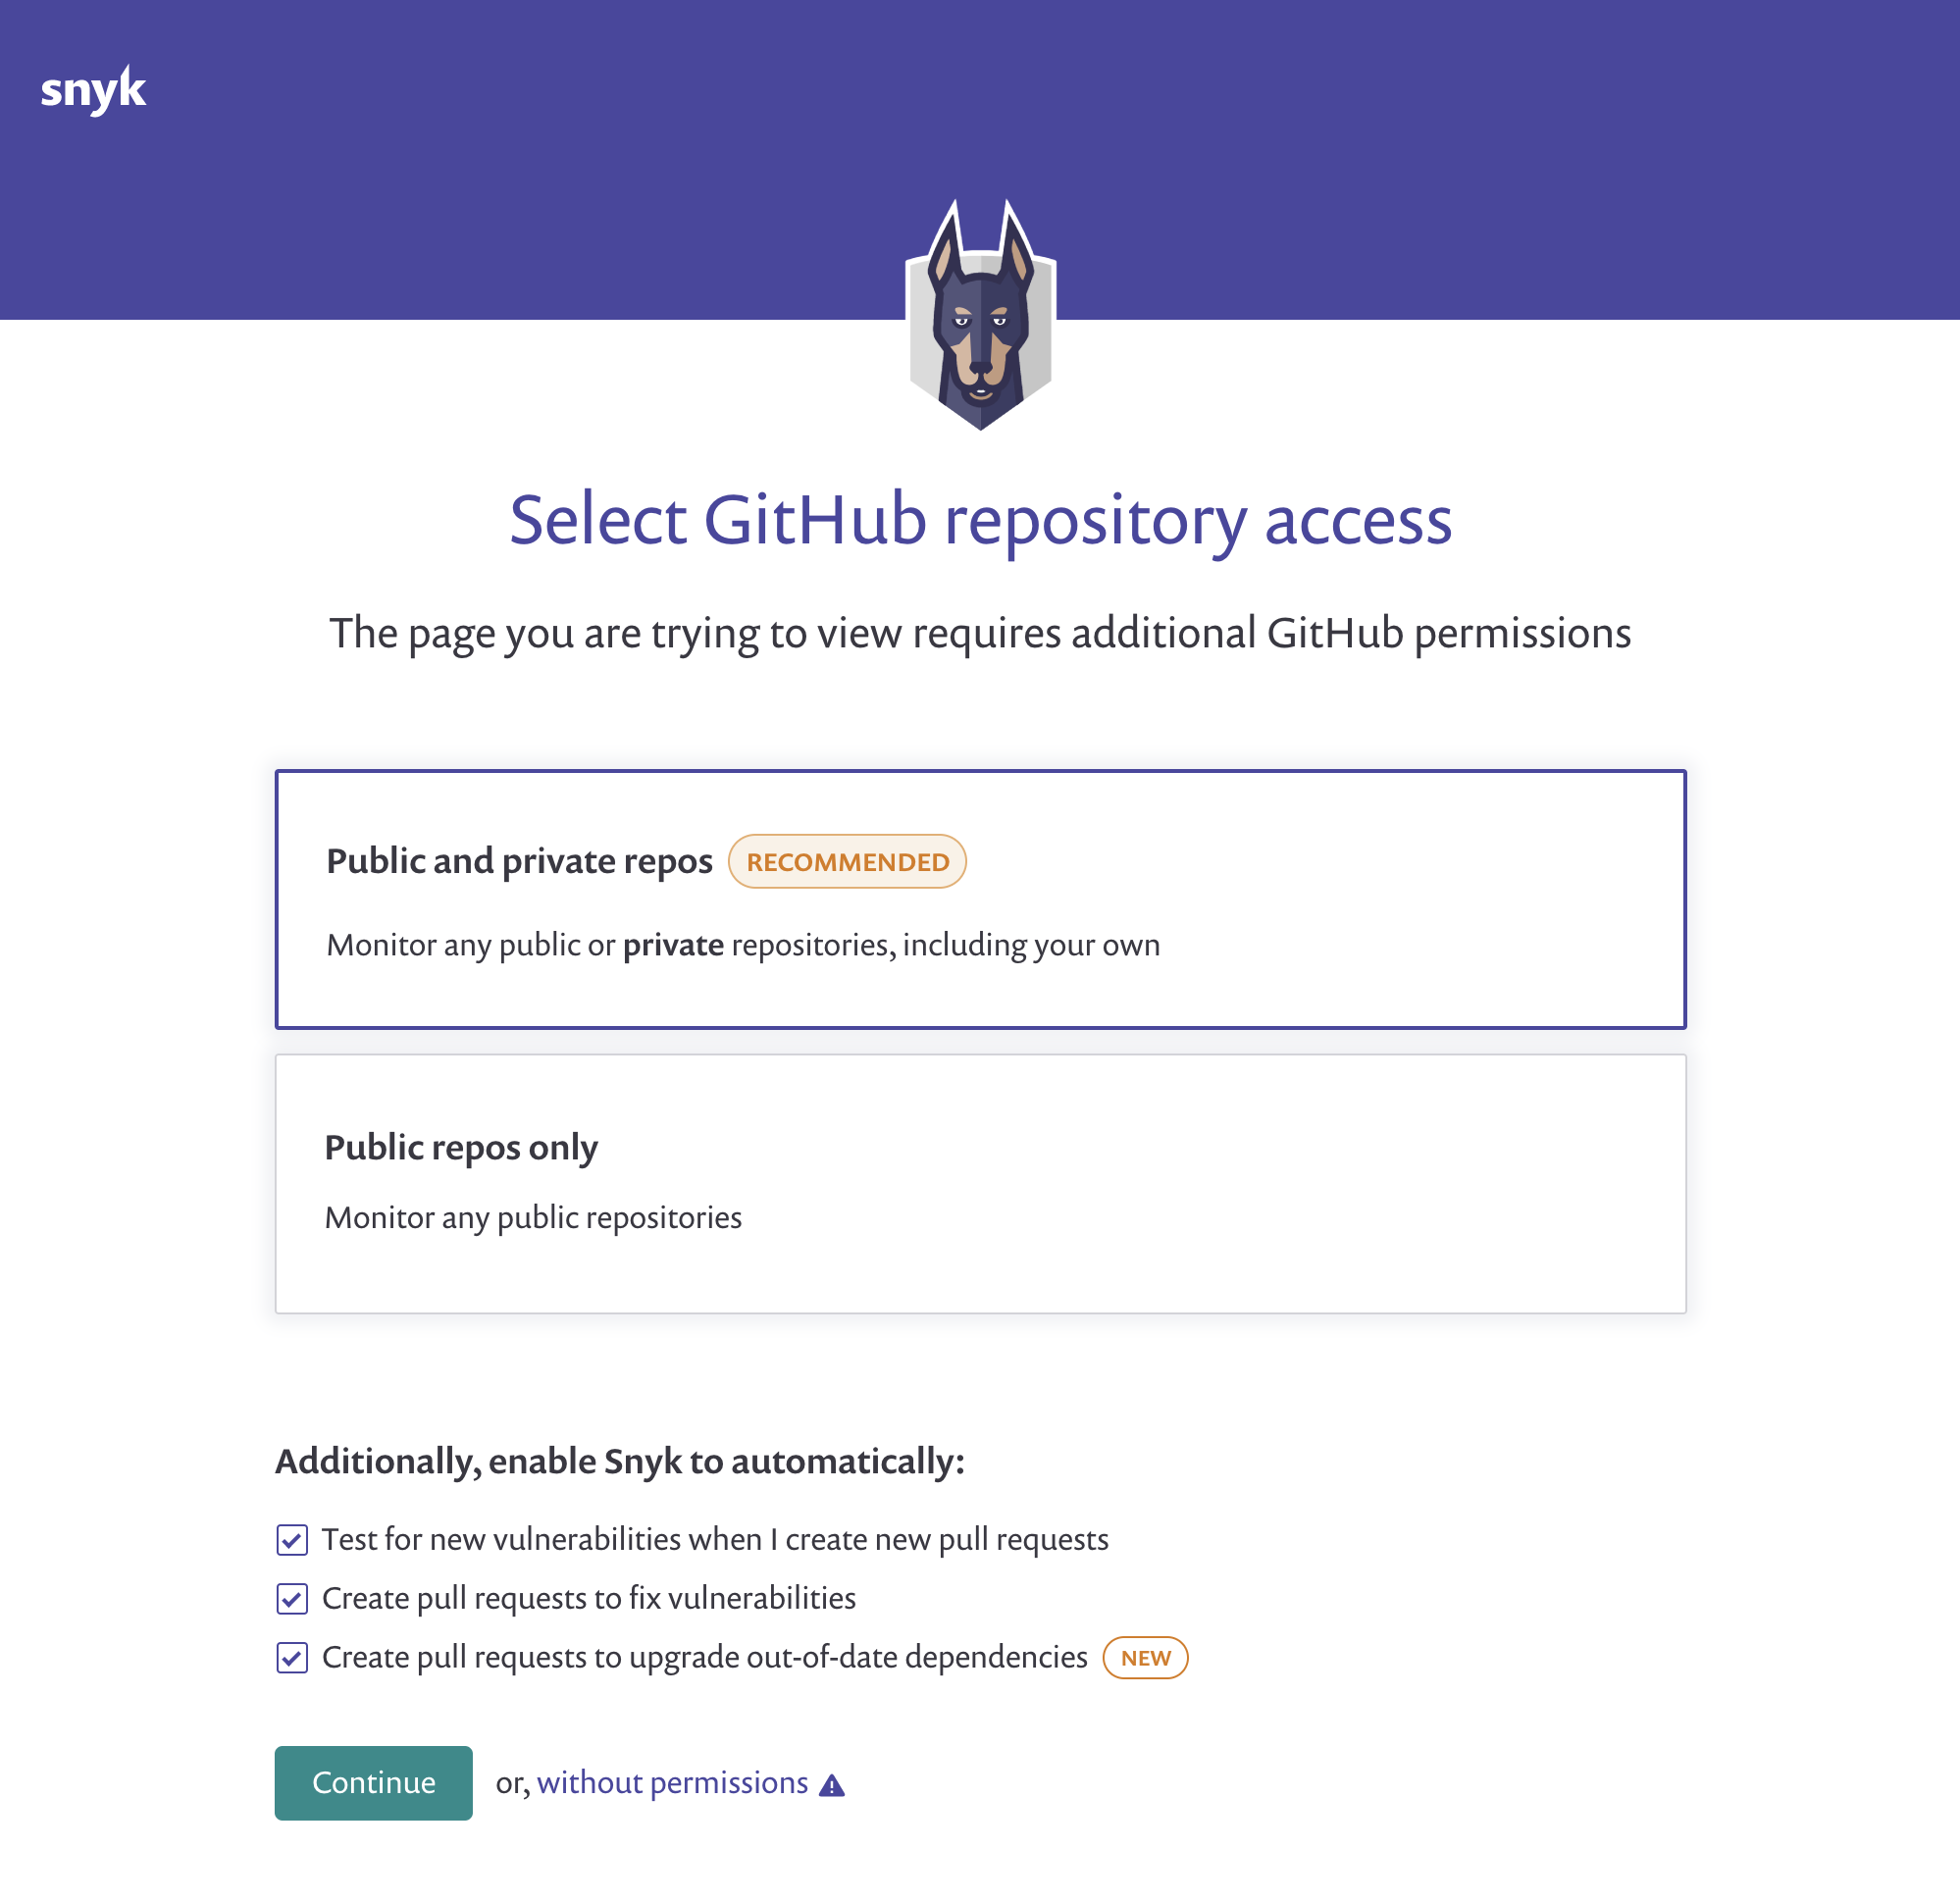 snyk
Select GitHub repository access
The page you are trying to view requires additional GitHub permissions
Public and private repos RECOMMENDED
Monitor any public or private repositories, including your own
Public repos only
Monitor any public repositories
Additionally, enable Snyk to automatically:
Test for new vulnerabilities when I create new pull requests
Create pull requests to fix vulnerabilities
Create pull requests to upgrade out-of-date dependencies NEW
Continue or, without permissions